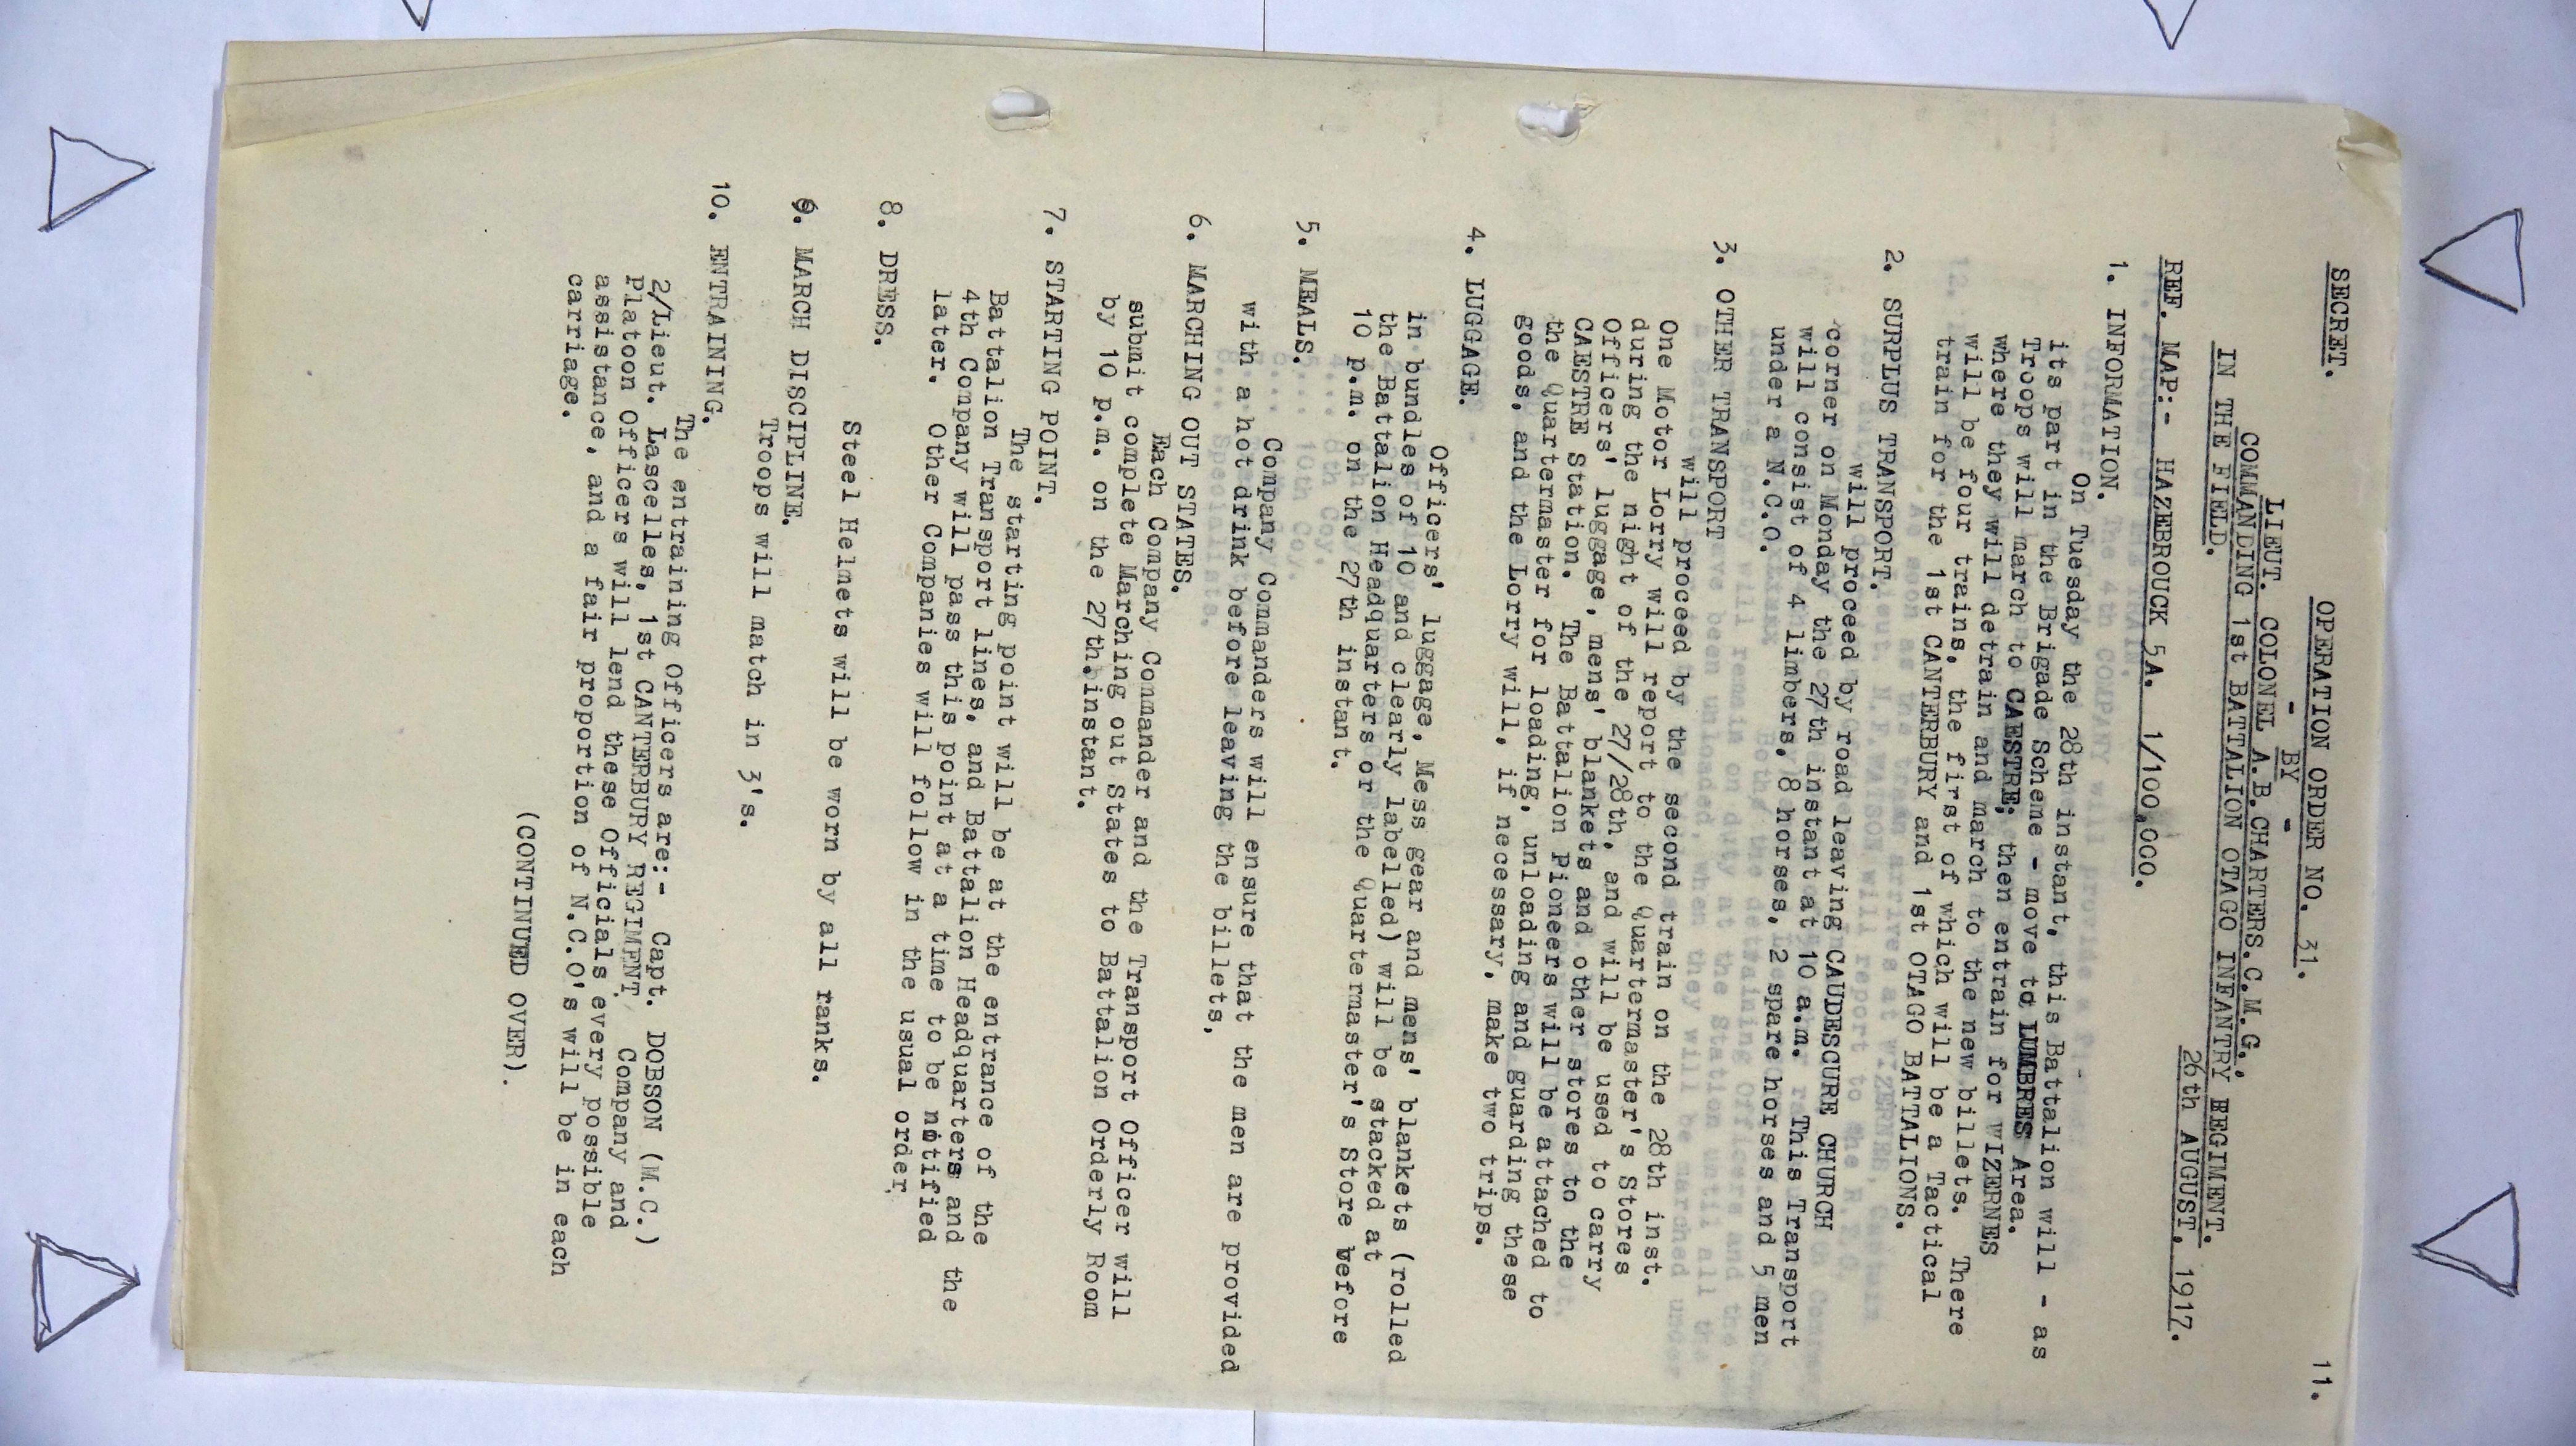 11.
SECRET.
OPERATION ORDER NO. 31.
- BY -
LIEUT. COLONEL A.B.CHARTERS.C.M.G.,
COMMANDING 1st BATTALION OTAGO INFANTRY REGIMENT.
IN THE FIELD.
26th AUGUST, 1917.
REF. MAP:- HAZEBROUCK 5A. 1/100,000.
1. INFORMATION.
On Tuesday the 28th instant, this Battalion will - as
its part in the Brigade Scheme - move to LUMBRES Area.
Troops will march to CAESTRE; then entrain for WIZERNES
where they will detrain and march to the new billets. There
will be four trains, the first of which will be a Tactical
train for the 1st CANTERBURY and 1st OTAGO BATTALIONS.
2. SURPLUS TRANSPORT.
will proceed by road leaving CAUDESCURE CHURCH
corner on Monday the 27th instant at 10 a.m. This Transport
will consist of 4 limbers, 8 horses, 2 spare horses and 5 men
under a N.C.O.
3. OTHER TRANSPORT
will proceed by the second train on the 28th inst.
One Motor Lorry will report to the Quartermaster's Stores
during the night of the 27/28th, and will be used to carry
Officers' luggage, mens' blankets and other stores to the
CAESTRE Station. The Battalion Pioneers will be attached to
the Quartermaster for loading, unloading and guarding these
goods, and the Lorry will, if necessary, make two trips.
4. LUGGAGE.
Officers' luggage, Mess gear and mens' blankets (rolled
in bundles of 10 and clearly labelled) will be stacked at
the Battalion Headquarters or the Quartermaster's Store before
10 p.m. on the 27th instant.
5. MEALS.
Company Commanders will ensure that the men are provided
with a hot drink before leaving the billets,
6. MARCHING OUT STATES.
Each Company Commander and the Transport Officer will
submit complete Marching out States to Battalion Orderly Room
by 10 p.m. on the 27th.instant.
7. STARTING POINT.
The starting point will be at the entrance of the
Battalion Transport lines, and Battalion Headquarters and the
4th Company will pass this point at a time to be notified
later. Other Companies will follow in the usual order,
8. DRESS.
Steel Helmets will be worn by all ranks.
9. MARCH DISCIPLINE.
Troops will match in 3's.
10. ENTRAINING.
The entraining Officers are:- Capt. DOBSON (M.C.)
2/Lieut. Lascelles, 1st CANTERBURY REGIMENT, Company and
Platoon Officers will lend these Officials every possible
assistance, and a fair proportion of N.C.O's will be in each
carriage.
(CONTINUED OVER).